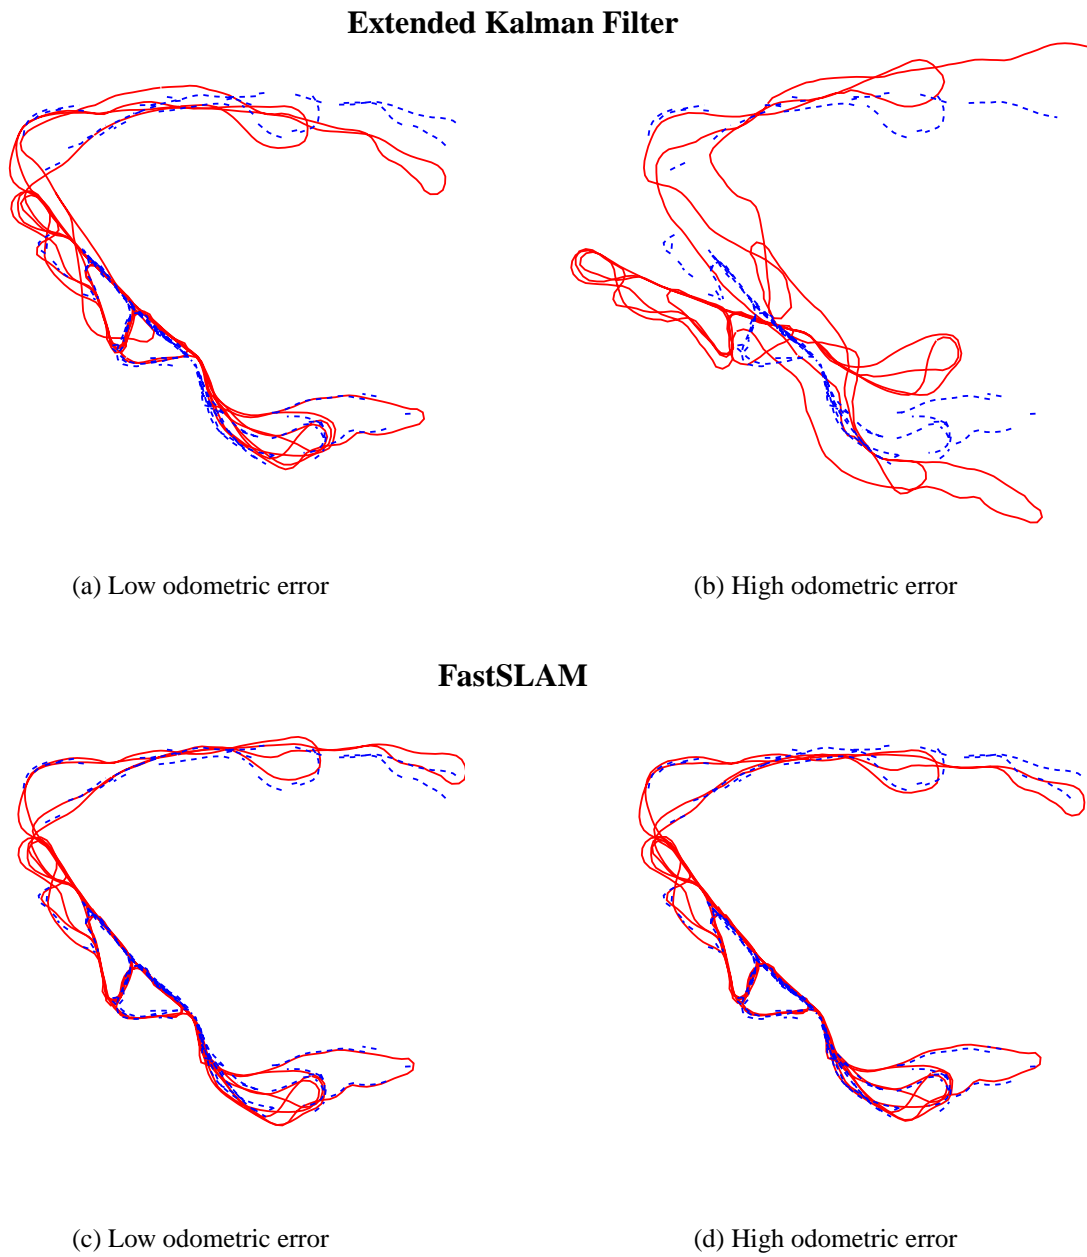 Extended Kalman Filter
(a) Low odometric error
(b) High odometric error
FastSLAM
(c) Low odometric error
(d) High odometric error